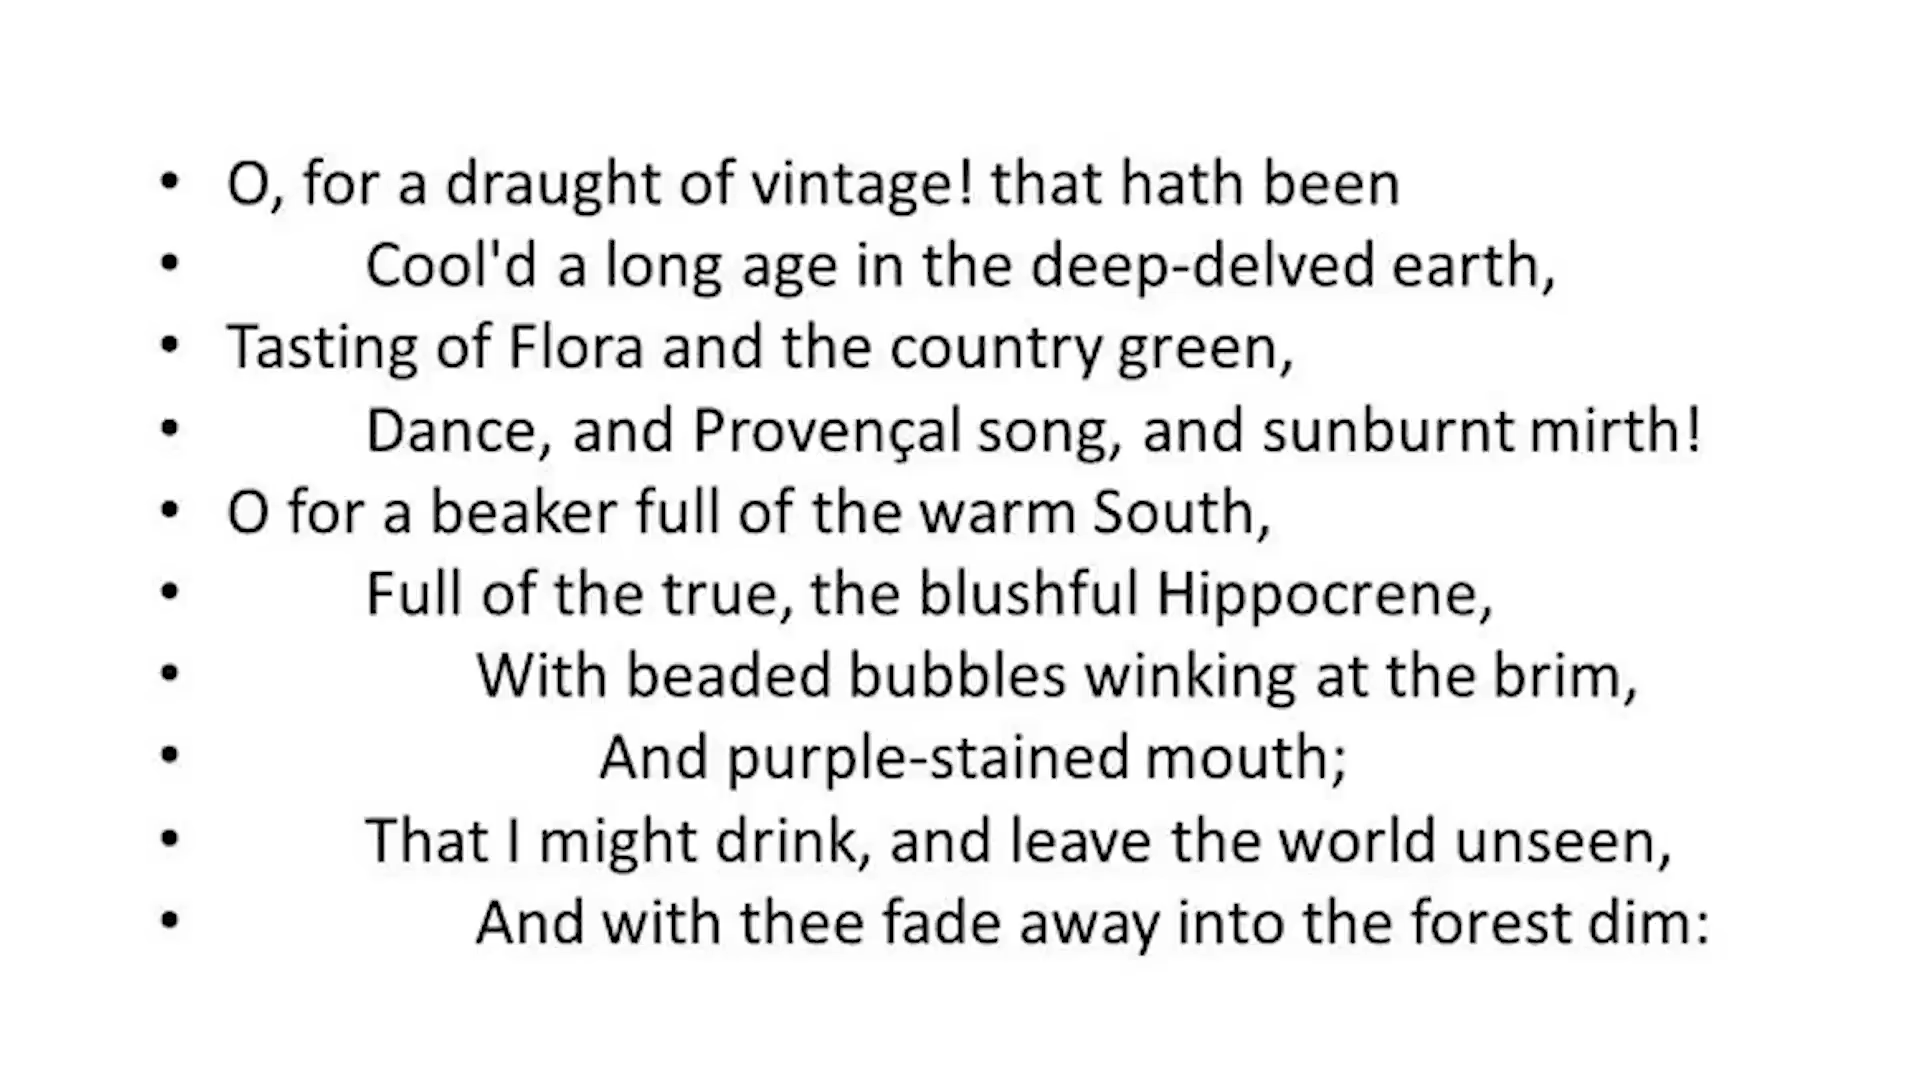 • O, for a draught of vintage! that hath been
• Cool'd a long age in the deep-delved earth,
• Tasting of Flora and the country green,
• Dance, and Provençal song, and sunburnt mirth!
• O for a beaker full of the warm South,
• Full of the true, the blushful Hippocrene,
• With beaded bubbles winking at the brim,
• And purple-stained mouth;
• That I might drink, and leave the world unseen,
• And with thee fade away into the forest dim: